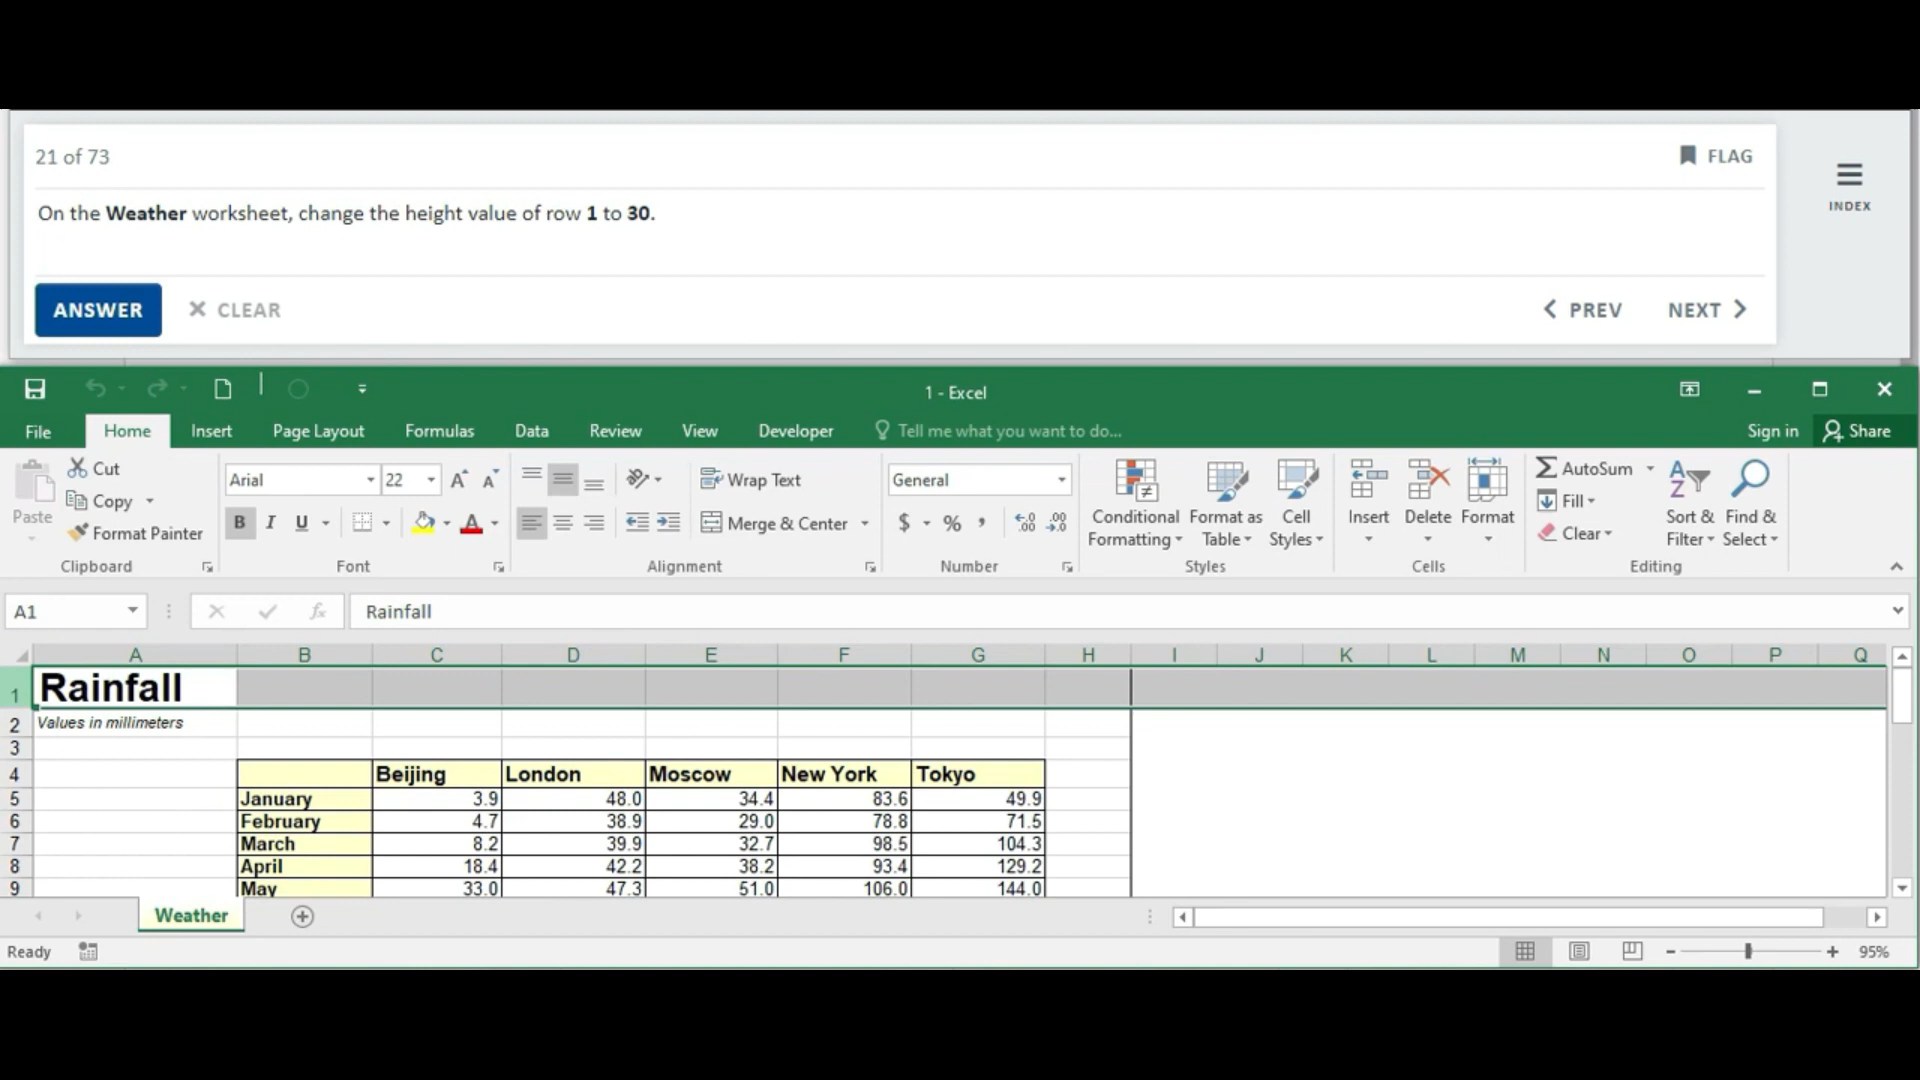 21 of 73
FLAG
INDEX
On the Weather worksheet, change the height value of row 1 to 30.
ANSWER
CLEAR
PREV
NEXT
1 - Excel
File Home Insert Page Layout Formulas Data Review View Developer Tell me what you want to do... Sign in Share
Paste
Cut
Copy
Format Painter
Clipboard
Arial 22
B I U A
Font
Wrap Text
Merge & Center
Alignment
General
$ % ,
Number
Conditional Formatting
Format as Table
Cell Styles
Styles
Insert
Delete
Format
Cells
AutoSum
Fill
Clear
Sort & Filter
Find & Select
Editing
A1 fx Rainfall
A B C D E F G H I J K L M N O P Q
1 Rainfall
2 Values in millimeters
3
4 Beijing London Moscow New York Tokyo
5 January 3.9 48.0 34.4 83.6 49.9
6 February 4.7 38.9 29.0 78.8 71.5
7 March 8.2 39.9 32.7 98.5 104.3
8 April 18.4 42.2 38.2 93.4 129.2
9 May 33.0 47.3 51.0 106.0 144.0
Weather
Ready
95%